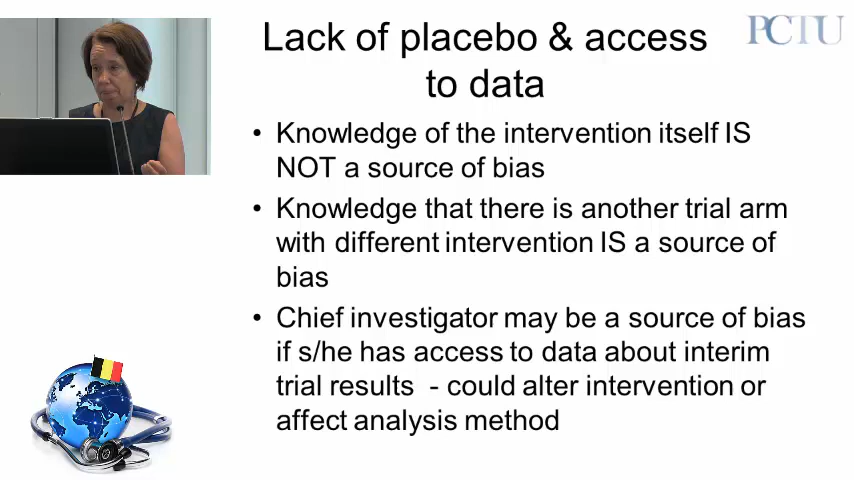 Lack of placebo & access
to data
PCTU
• Knowledge of the intervention itself IS
NOT a source of bias
• Knowledge that there is another trial arm
with different intervention IS a source of
bias
• Chief investigator may be a source of bias
if s/he has access to data about interim
trial results - could alter intervention or
affect analysis method